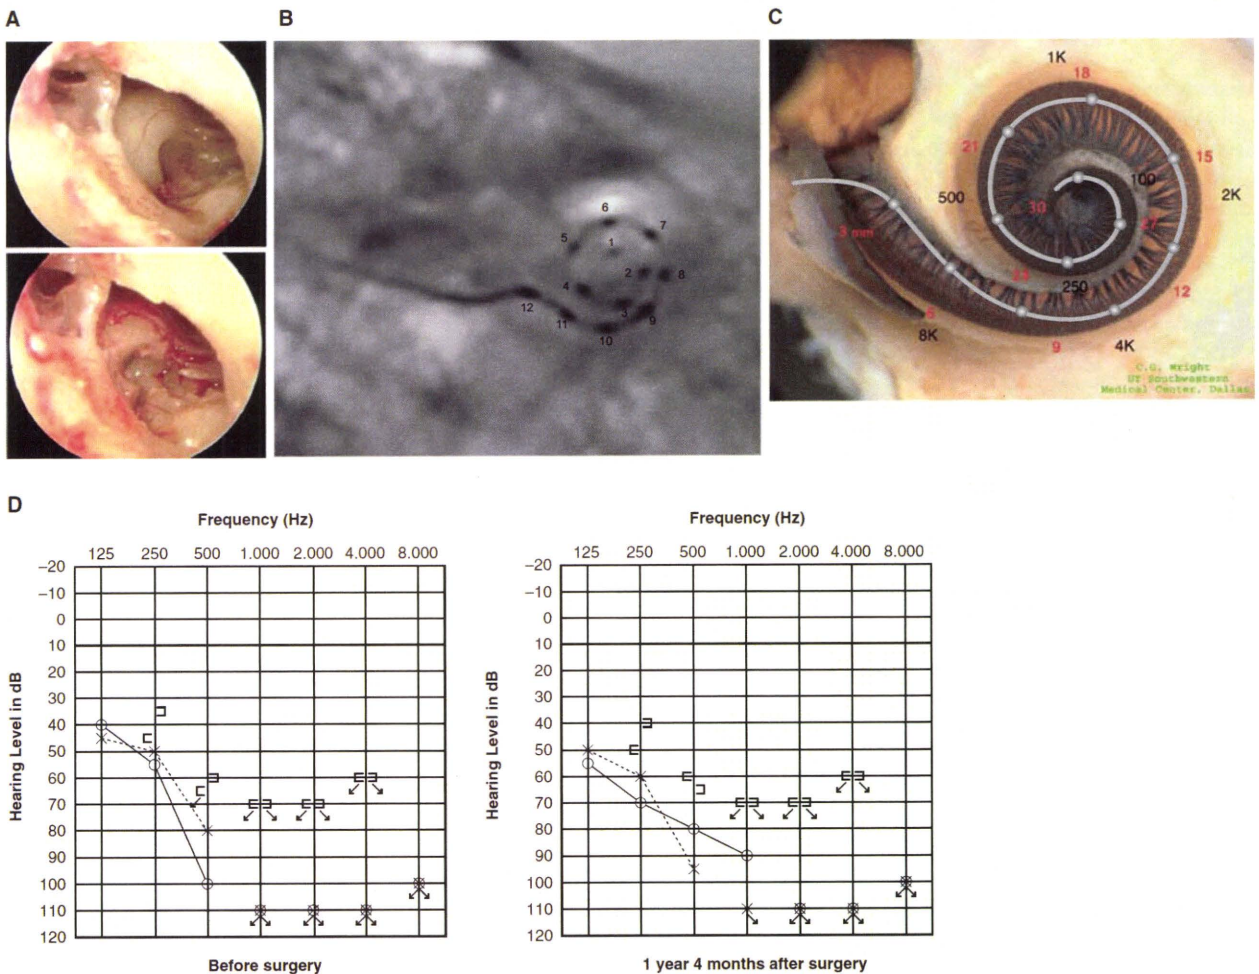 A
B
C
6
7
5
1
2
8
4
3
9
12
11
10
1K
18
21
15
100
2K
500
30
27
3 mm
24
250
12
6
8K
9
4K
C.G. Wright
UT Southwestern
Medical Center, Dallas
D
Frequency (Hz)
125 250 500 1.000 2.000 4.000 8.000
Hearing Level in dB
−20
−10
0
10
20
30
40
50
60
70
80
90
100
110
120
Before surgery
Frequency (Hz)
125 250 500 1.000 2.000 4.000 8.000
Hearing Level in dB
−20
−10
0
10
20
30
40
50
60
70
80
90
100
110
120
1 year 4 months after surgery